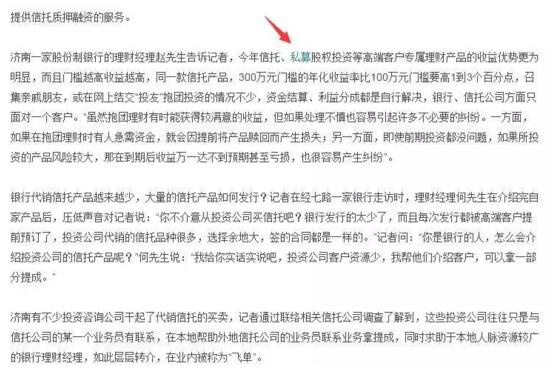 提供信托质押融资的服务。
济南一家股份制银行的理财经理赵先生告诉记者，今年信托、私募股权投资等高端客户专属理财产品的收益优势更为
明显，而且门槛越高收益越高，同一款信托产品，300万元门槛的年化收益率比100万元门槛要高1到3个百分点，召
集亲戚朋友，或在网上结交“投友”抱团投资的情况不少，资金结算、利益分成都是自行解决，银行、信托公司方面只
面对一个客户。“虽然抱团理财有时能获得较满意的收益，但如果处理不慎也容易引起许多不必要的纠纷。一方面，
如果在抱团理财时有人急需资金，就会因提前将产品赎回而产生损失；另一方面，即使前期投资都没问题，如果所投
资的产品风险较大，那在到期后收益万一达不到预期甚至亏损，也很容易产生纠纷”。
银行代销信托产品越来越少，大量的信托产品如何发行？记者在经七路一家银行走访时，理财经理何先生在介绍完自
家产品后，压低声音对记者说：“你不介意从投资公司买信托吧？银行发行的太少了，而且每次发行都被高端客户提
前预订了，投资公司代销的信托品种很多，选择余地大，签的合同都是一样的。”记者问：“你是银行的人，怎么会介
绍投资公司的信托产品呢？”何先生说：“我给你实话实说吧，投资公司客户资源少，我帮他们介绍客户，可以拿一部
分提成。”
济南有不少投资咨询公司干起了代销信托的买卖，记者通过联络相关信托公司调查了解到，这些投资公司往往只是与
信托公司的某一个业务员有联系，在本地帮助外地信托公司的业务员联系业务拿提成，同时求助于本地人脉资源较广
的银行理财经理，如此层层转介，在业内被称为“飞单”。